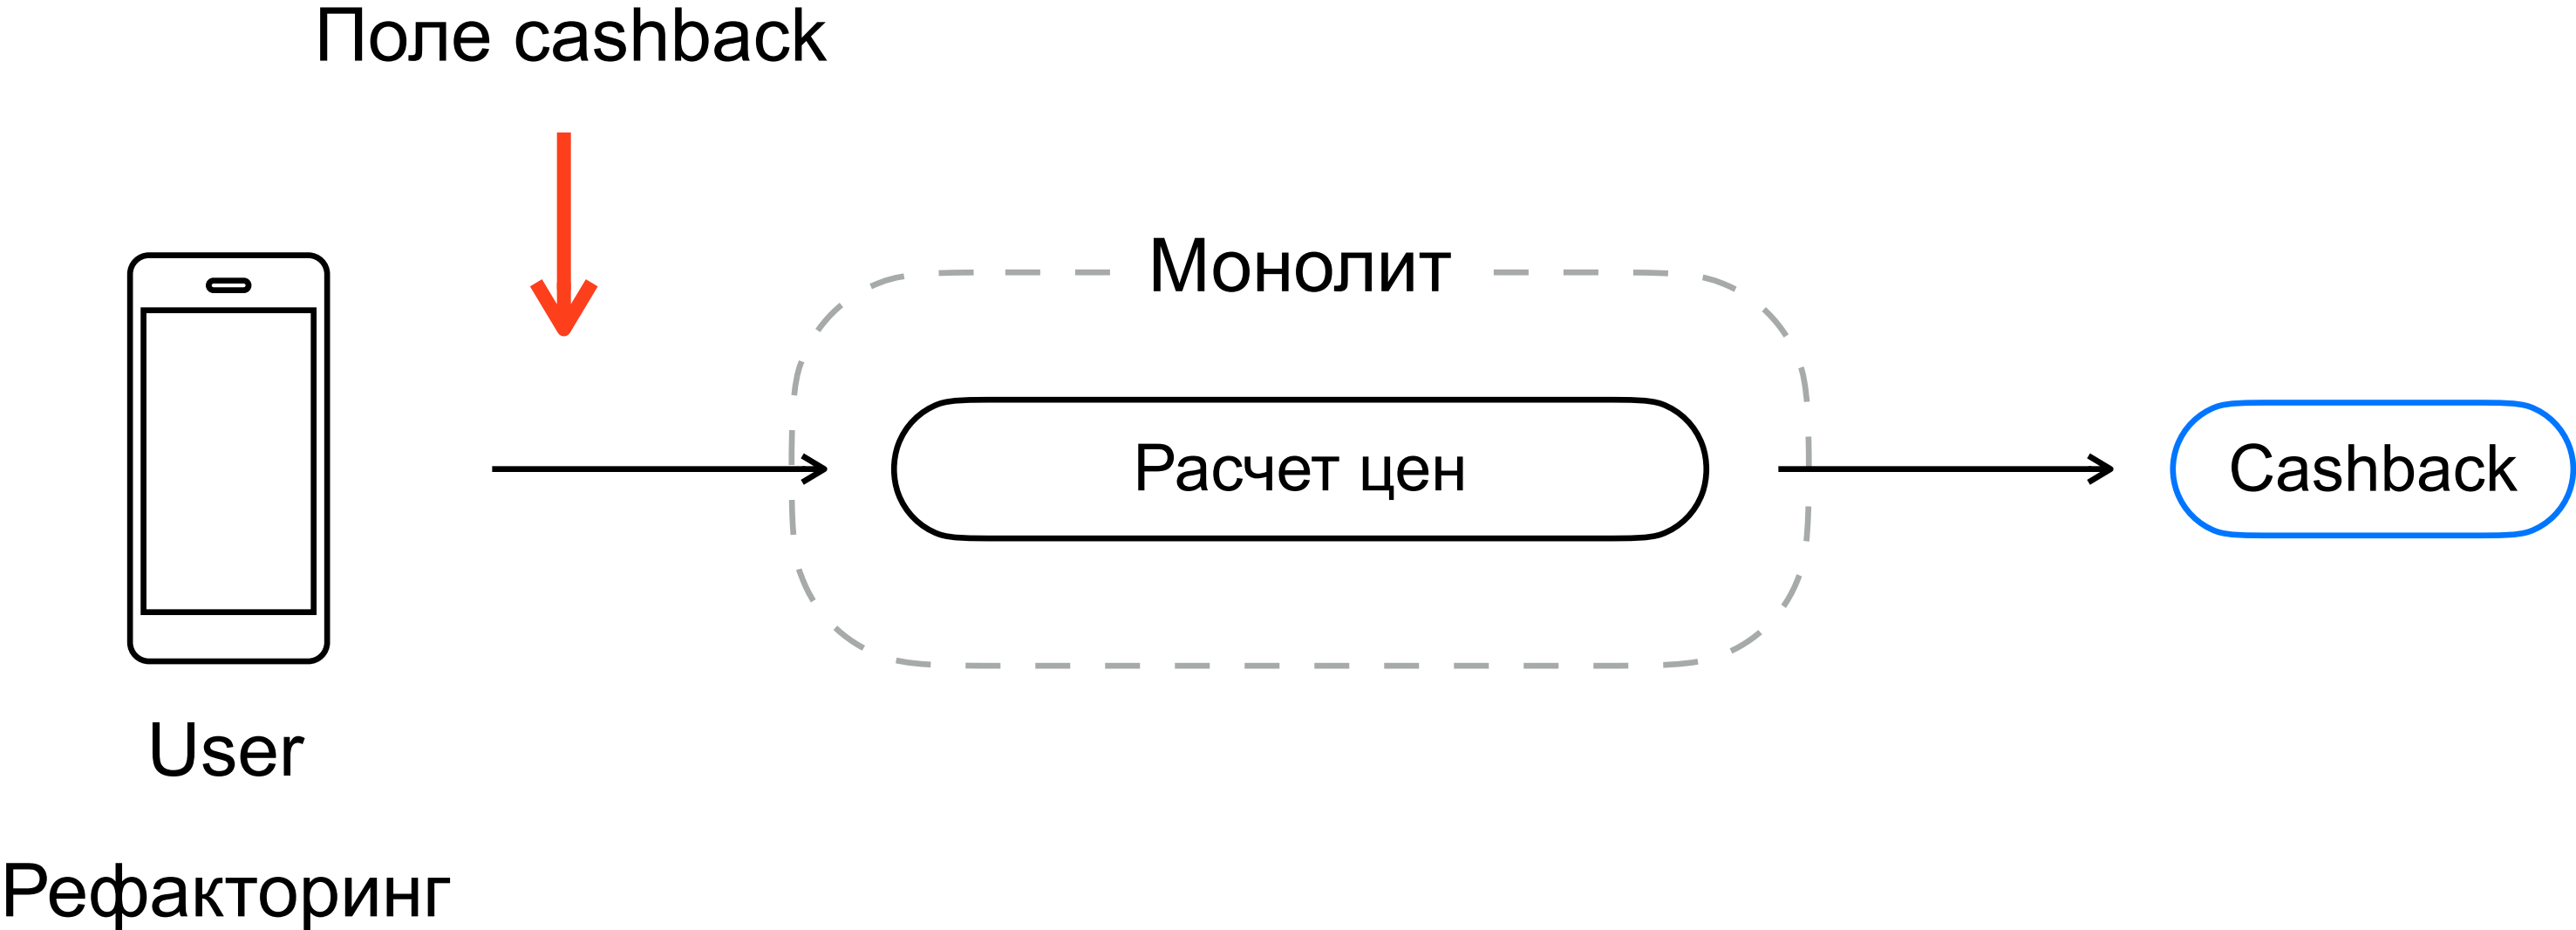 Поле cashback
Монолит
Расчет цен
Cashback
User
Рефакторинг